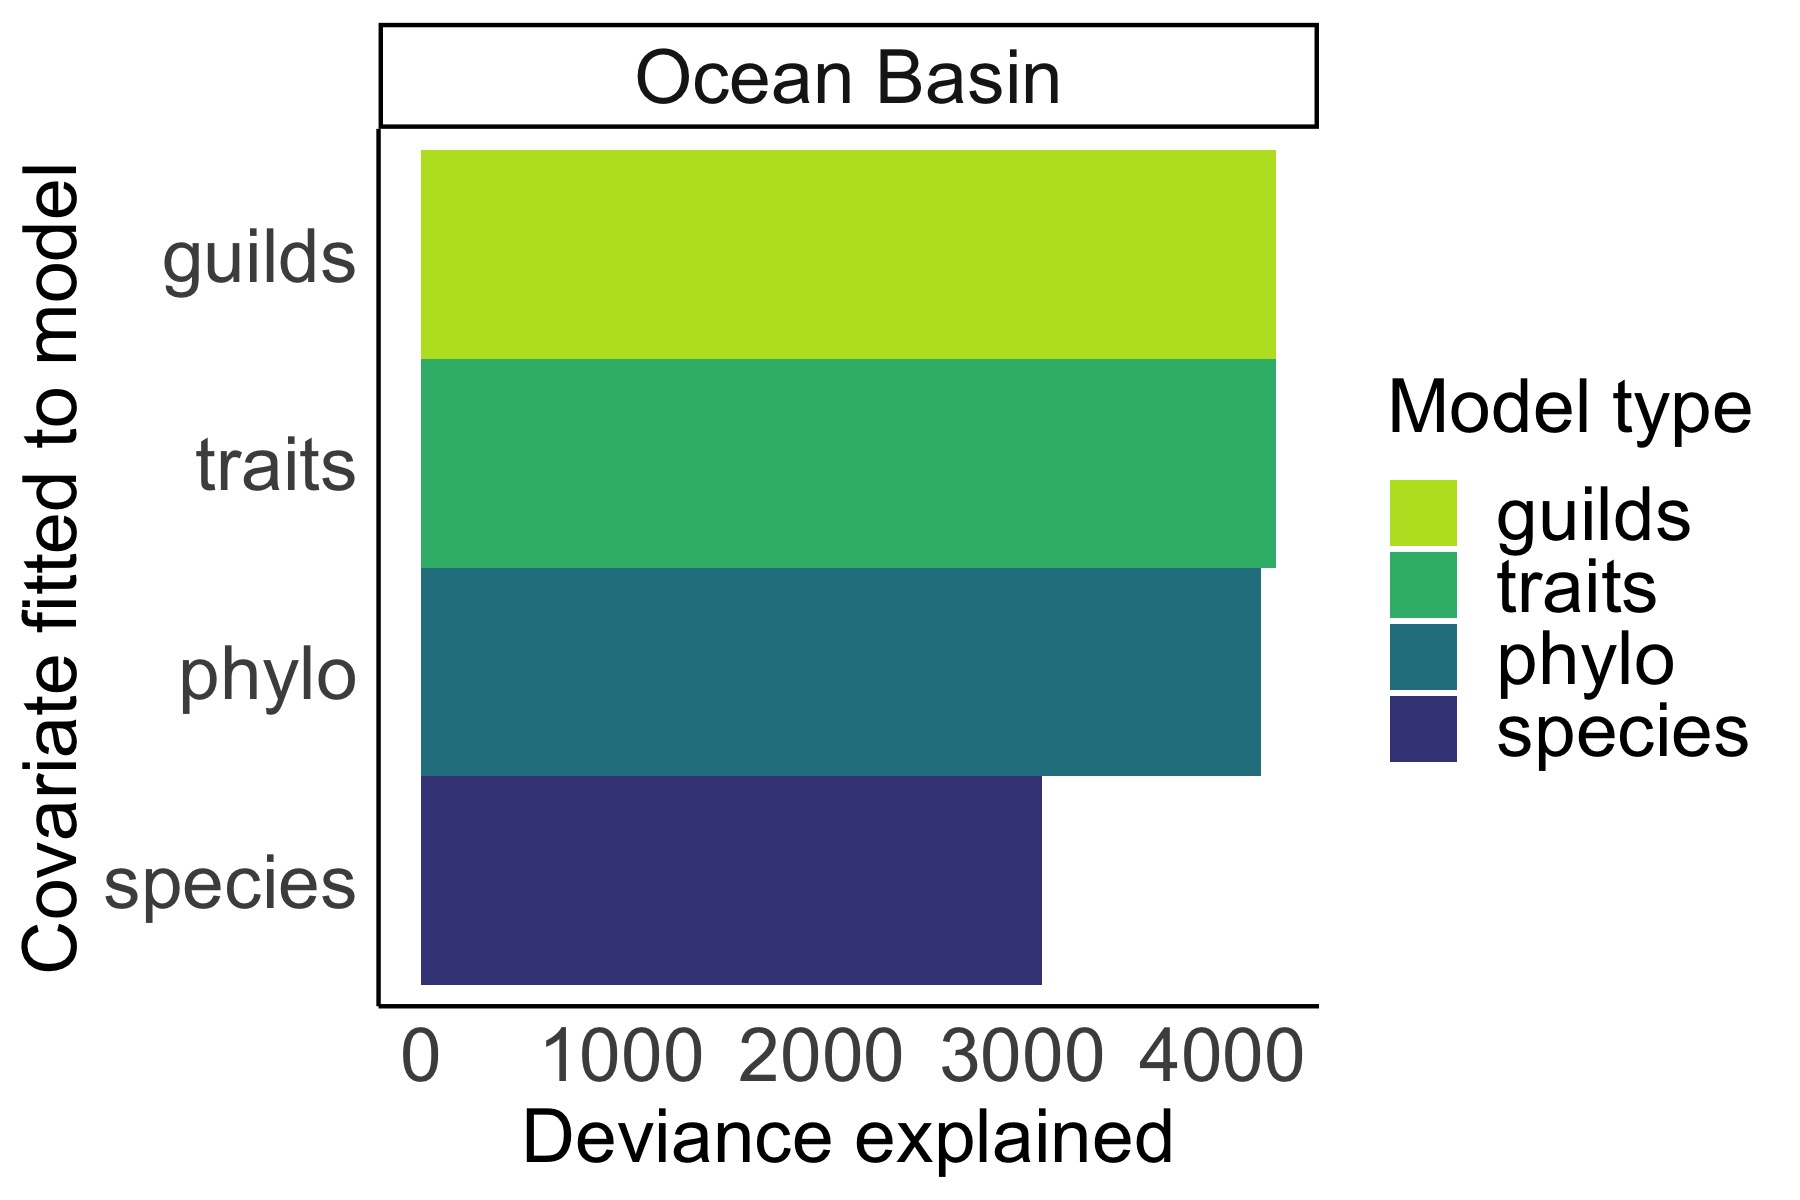 Ocean Basin
Covariate fitted to model
guilds
traits
phylo
species
0 1000 2000 3000 4000
Deviance explained
Model type
guilds
traits
phylo
species